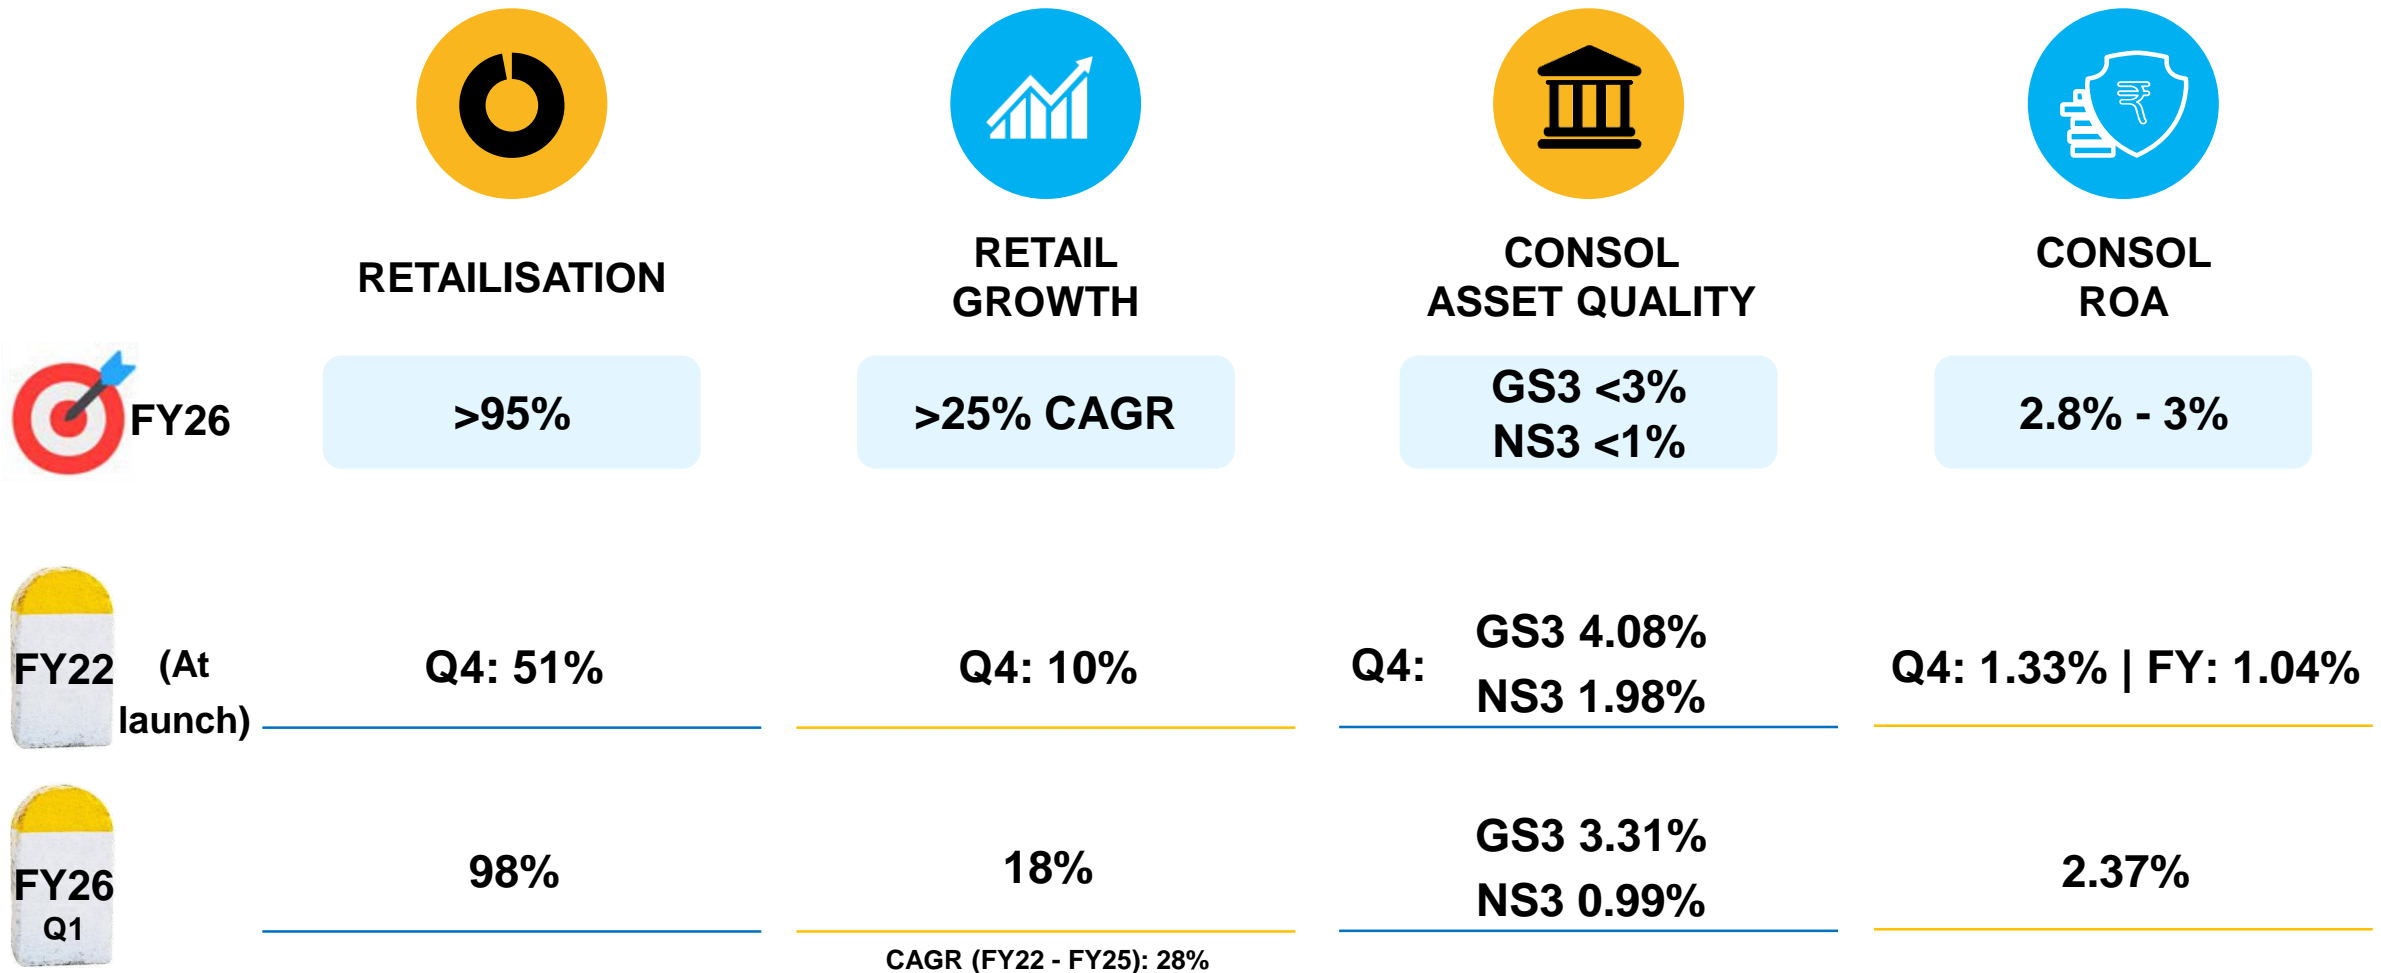 RETAILISATION
RETAIL
GROWTH
CONSOL
ASSET QUALITY
CONSOL
ROA
FY26
>95%
>25% CAGR
GS3 <3%
NS3 <1%
2.8% - 3%
FY22 (At
launch)
Q4: 51%
Q4: 10%
Q4:
GS3 4.08%
NS3 1.98%
Q4: 1.33% | FY: 1.04%
FY26
Q1
98%
18%
GS3 3.31%
NS3 0.99%
2.37%
CAGR (FY22 - FY25): 28%